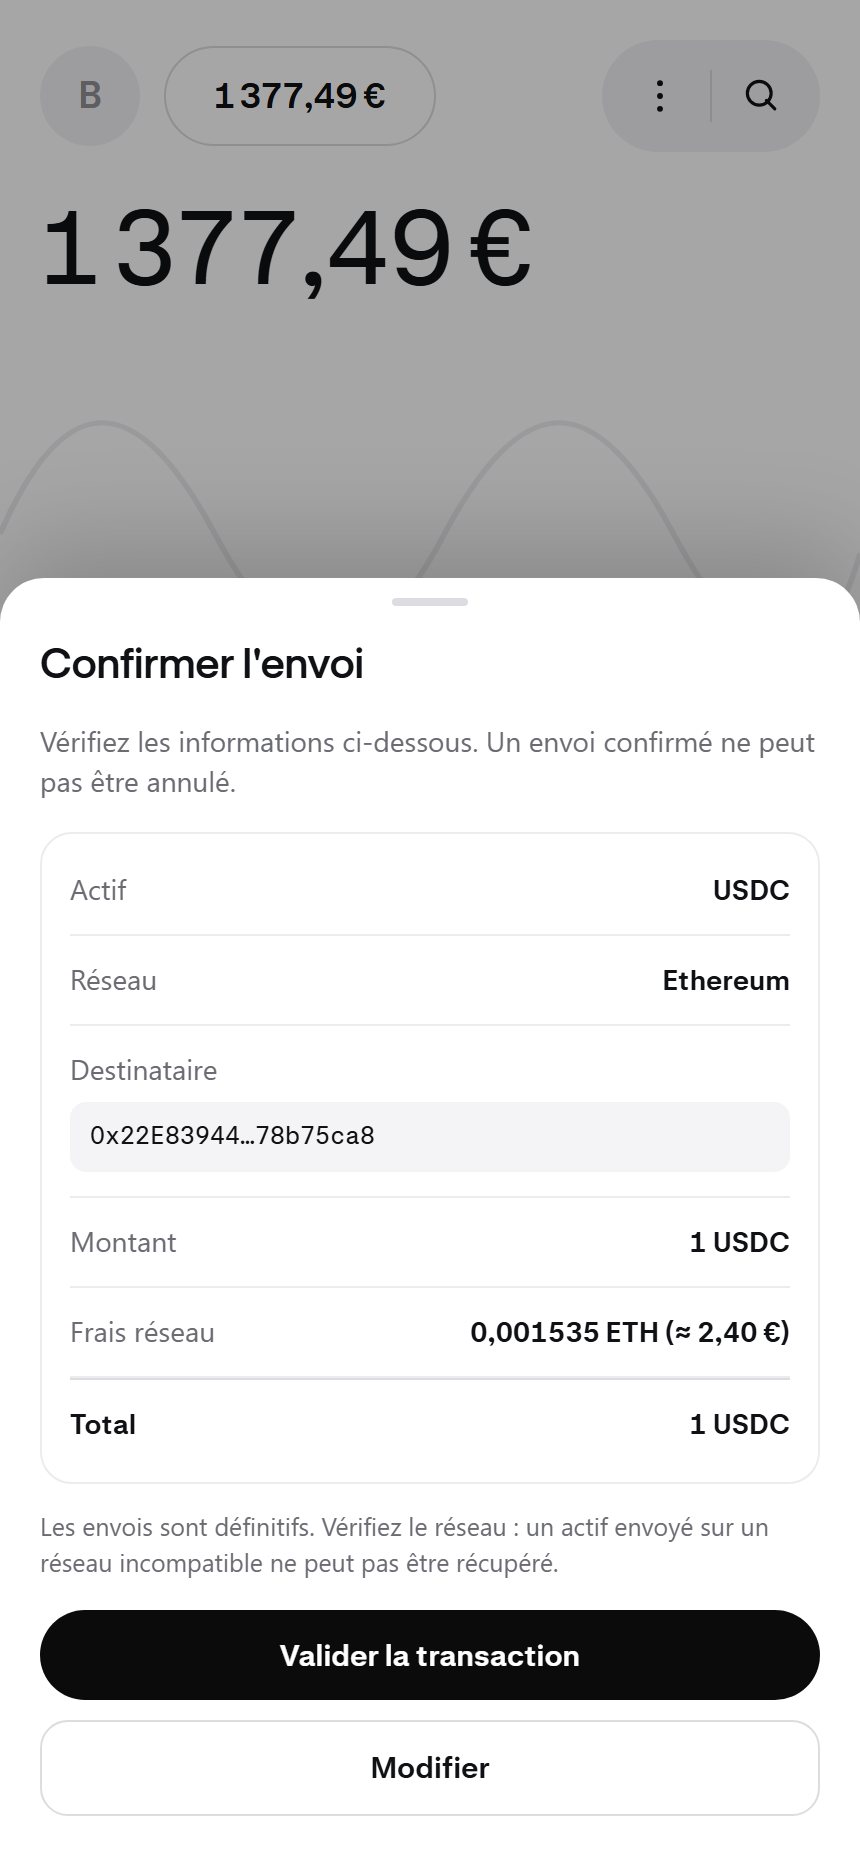 B
1 377,49 €
1 377,49 €
Confirmer l'envoi
Vérifiez les informations ci-dessous. Un envoi confirmé ne peut
pas être annulé.
Actif USDC
Réseau Ethereum
Destinataire
0x22E83944…78b75ca8
Montant 1 USDC
Frais réseau 0,001535 ETH (≈ 2,40 €)
Total 1 USDC
Les envois sont définitifs. Vérifiez le réseau : un actif envoyé sur un
réseau incompatible ne peut pas être récupéré.
Valider la transaction
Modifier